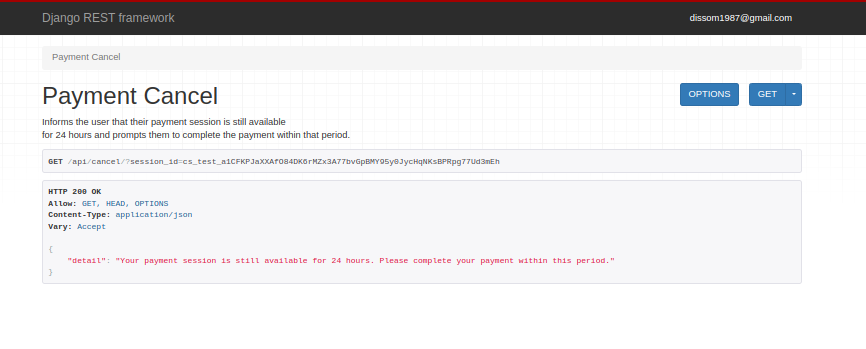 Django REST framework
dissom1987@gmail.com
Payment Cancel
Payment Cancel
OPTIONS
GET
Informs the user that their payment session is still available
for 24 hours and prompts them to complete the payment within that period.
GET /api/cancel/?session_id=cs_test_a1CFKPJaXXAfO84DK6rMZx3A77bvGpBMY95y0JycHqNKsBPRpg77Ud3mEh
HTTP 200 OK
Allow: GET, HEAD, OPTIONS
Content-Type: application/json
Vary: Accept
{
"detail": "Your payment session is still available for 24 hours. Please complete your payment within this period."
}